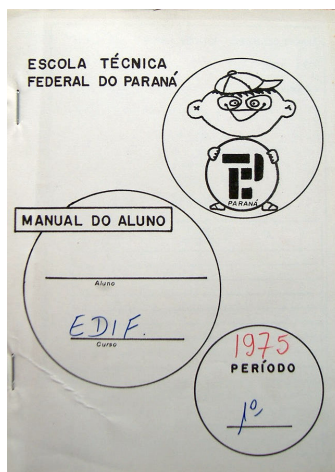 ESCOLA TÉCNICA
FEDERAL DO PARANÁ
PARANÁ
MANUAL DO ALUNO
Aluno
EDIF.
Curso
1975
PERÍODO
1º